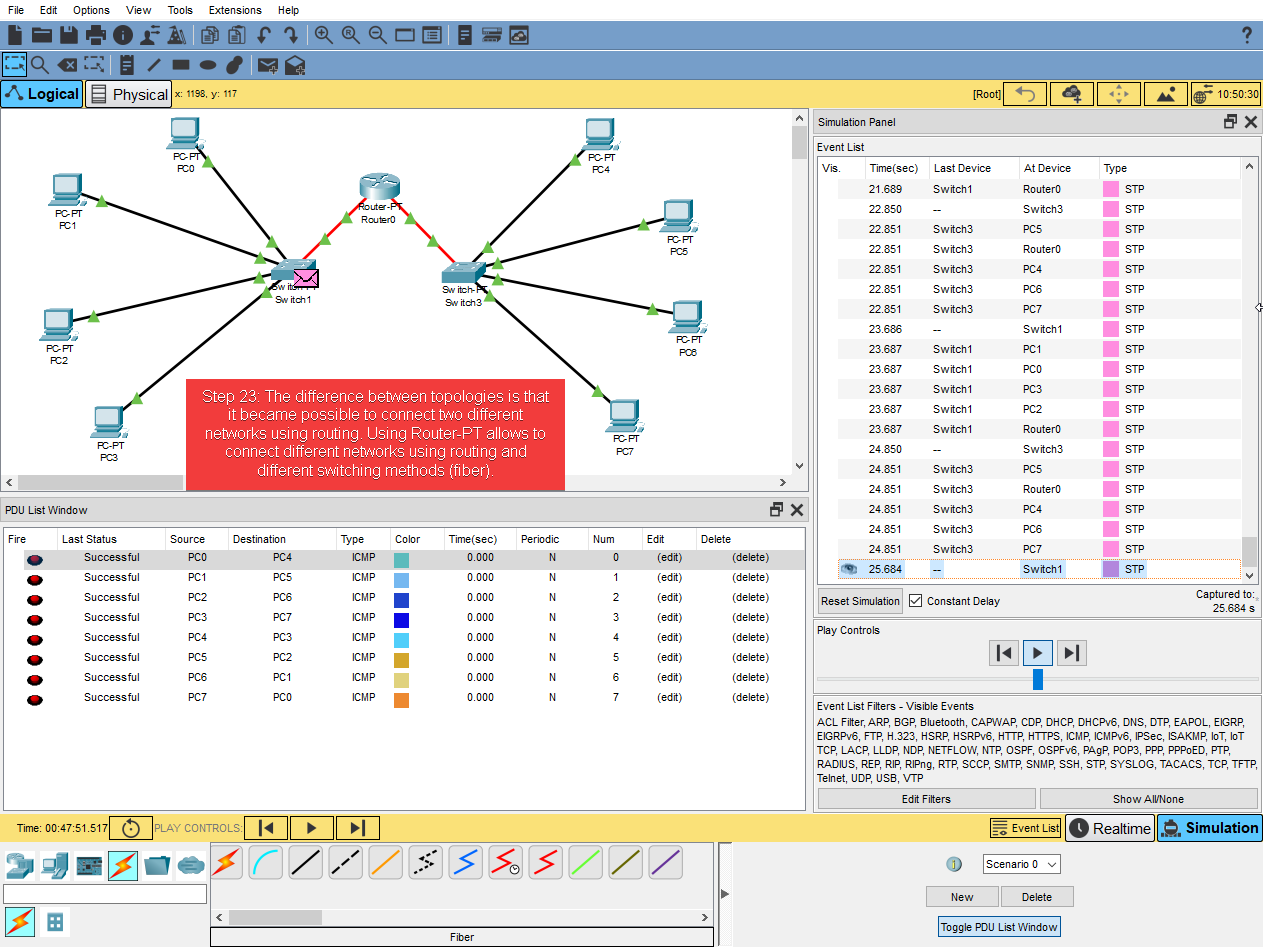 File Edit Options View Tools Extensions Help
Logical Physical x: 1198, y: 117 [Root] 10:50:30
PC-PT
PC0
PC-PT
PC1
PC-PT
PC2
PC-PT
PC3
Router-PT
Router0
Switch-PT
Switch1
Switch-PT
Switch3
PC-PT
PC4
PC-PT
PC5
PC-PT
PC6
PC-PT
PC7
Step 23: The difference between topologies is that
it became possible to connect two different
networks using routing. Using Router-PT allows to
connect different networks using routing and
different switching methods (fiber).
Simulation Panel
Event List
Vis. Time(sec) Last Device At Device Type
21.689 Switch1 Router0 STP
22.850 -- Switch3 STP
22.851 Switch3 PC5 STP
22.851 Switch3 Router0 STP
22.851 Switch3 PC4 STP
22.851 Switch3 PC6 STP
22.851 Switch3 PC7 STP
23.686 -- Switch1 STP
23.687 Switch1 PC1 STP
23.687 Switch1 PC0 STP
23.687 Switch1 PC3 STP
23.687 Switch1 PC2 STP
23.687 Switch1 Router0 STP
24.850 -- Switch3 STP
24.851 Switch3 PC5 STP
24.851 Switch3 Router0 STP
24.851 Switch3 PC4 STP
24.851 Switch3 PC6 STP
24.851 Switch3 PC7 STP
25.684 -- Switch1 STP
Reset Simulation Constant Delay Captured to:
25.684 s
Play Controls
Event List Filters - Visible Events
ACL Filter, ARP, BGP, Bluetooth, CAPWAP, CDP, DHCP, DHCPv6, DNS, DTP, EAPOL, EIGRP,
EIGRPv6, FTP, H.323, HSRP, HSRPv6, HTTP, HTTPS, ICMP, ICMPv6, IPSec, ISAKMP, IoT, IoT
TCP, LACP, LLDP, NDP, NETFLOW, NTP, OSPF, OSPFv6, PAgP, POP3, PPP, PPPoED, PTP,
RADIUS, REP, RIP, RIPng, RTP, SCCP, SMTP, SNMP, SSH, STP, SYSLOG, TACACS, TCP, TFTP,
Telnet, UDP, USB, VTP
Edit Filters Show All/None
PDU List Window
Fire Last Status Source Destination Type Color Time(sec) Periodic Num Edit Delete
Successful PC0 PC4 ICMP 0.000 N 0 (edit) (delete)
Successful PC1 PC5 ICMP 0.000 N 1 (edit) (delete)
Successful PC2 PC6 ICMP 0.000 N 2 (edit) (delete)
Successful PC3 PC7 ICMP 0.000 N 3 (edit) (delete)
Successful PC4 PC3 ICMP 0.000 N 4 (edit) (delete)
Successful PC5 PC2 ICMP 0.000 N 5 (edit) (delete)
Successful PC6 PC1 ICMP 0.000 N 6 (edit) (delete)
Successful PC7 PC0 ICMP 0.000 N 7 (edit) (delete)
Time: 00:47:51.517 PLAY CONTROLS: Event List Realtime Simulation
Scenario 0
New Delete
Toggle PDU List Window
Fiber